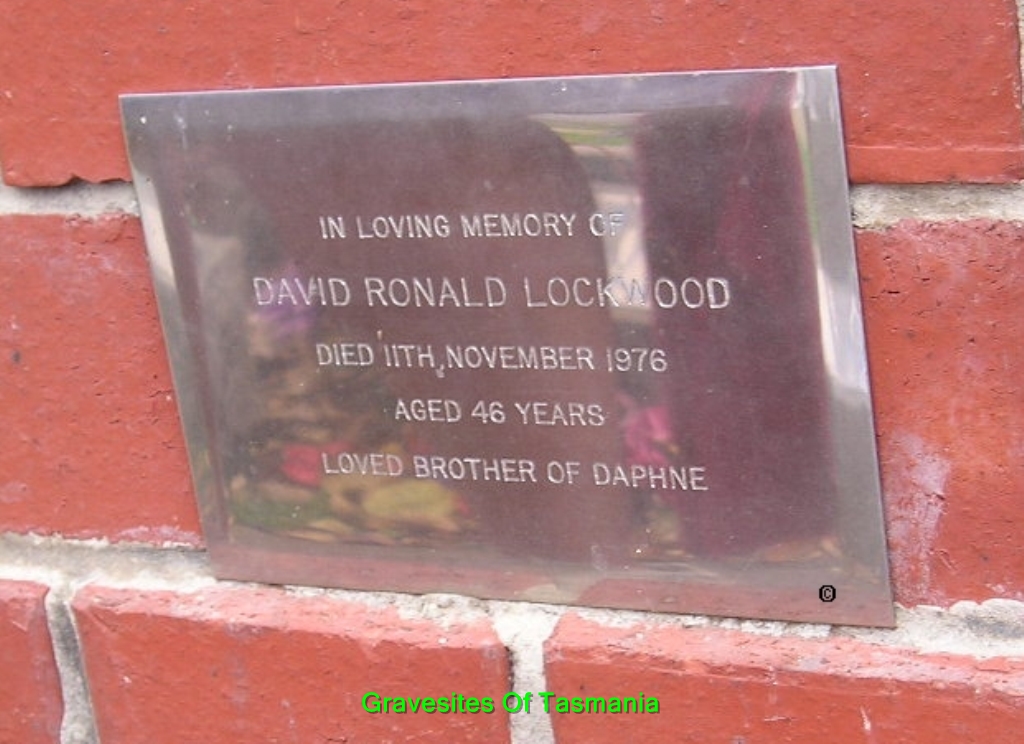 IN LOVING MEMORY OF
DAVID RONALD LOCKWOOD
DIED 11TH, NOVEMBER 1976
AGED 46 YEARS
LOVED BROTHER OF DAPHNE
©
Gravesites Of Tasmania